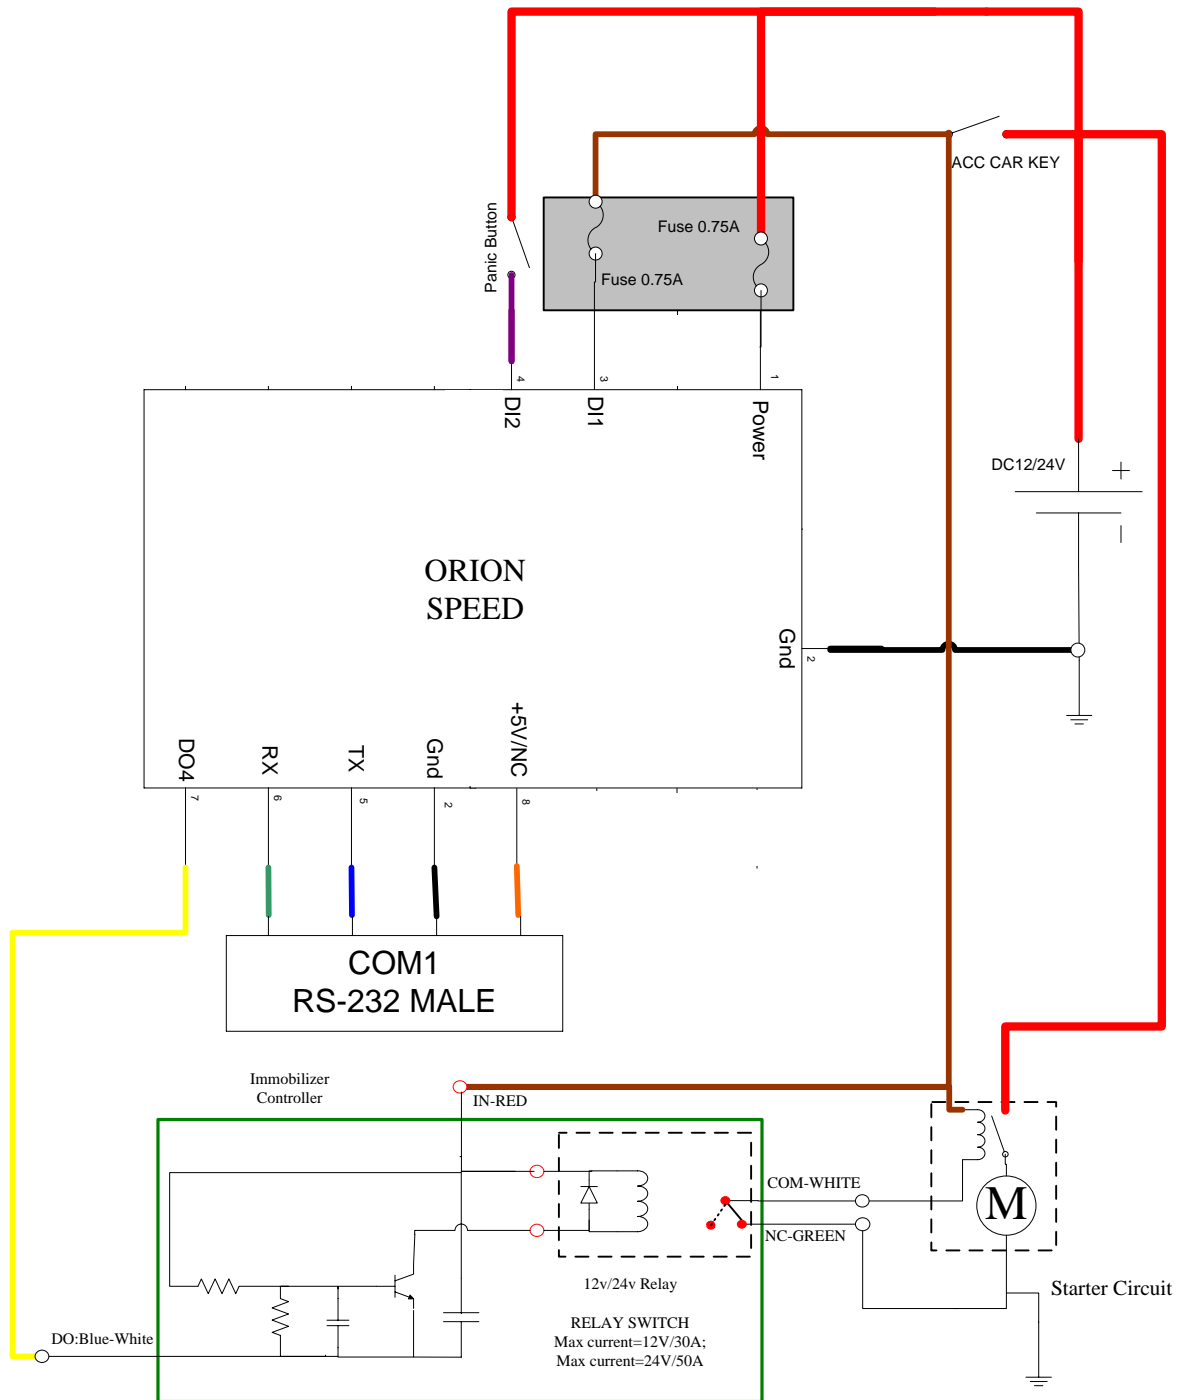 ACC CAR KEY
Fuse 0.75A
Panic Button
Fuse 0.75A
4
3
1
DI2
DI1
Power
DC12/24V
+
ORION
SPEED
Gnd
2
DO4
RX
TX
Gnd
+5V/NC
7
6
5
2
8
COM1
RS-232 MALE
Immobilizer
Controller
IN-RED
COM-WHITE
M
NC-GREEN
12v/24v Relay
Starter Circuit
RELAY SWITCH
Max current=12V/30A;
Max current=24V/50A
DO:Blue-White